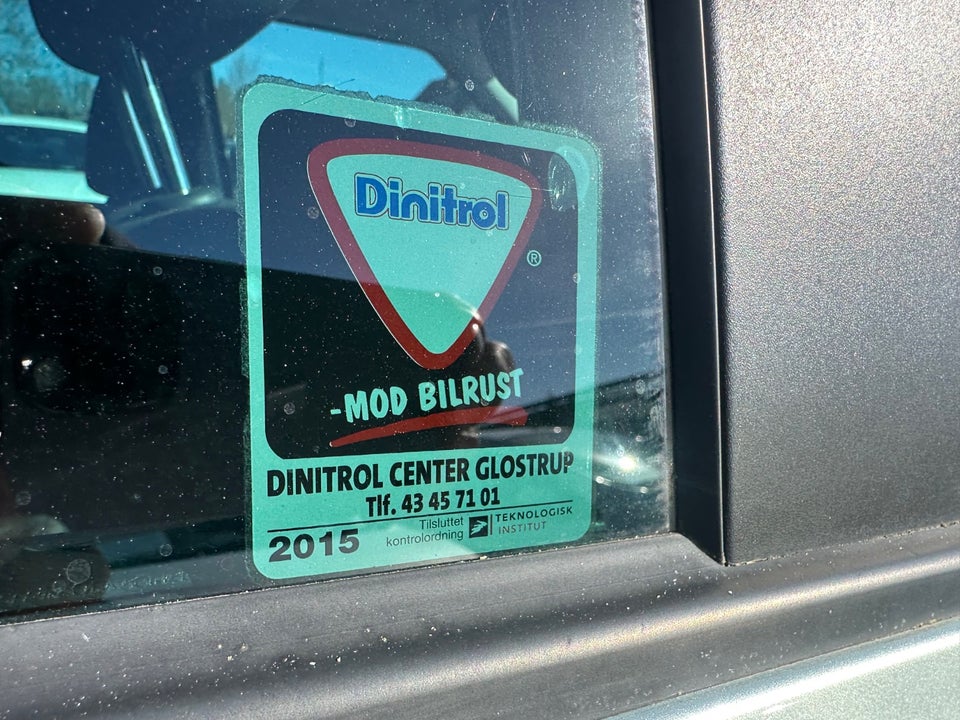 Dinitrol
®
-MOD BILRUST
DINITROL CENTER GLOSTRUP
Tlf. 43 45 71 01
2015
Tilsluttet
kontrolordning
TEKNOLOGISK
INSTITUT